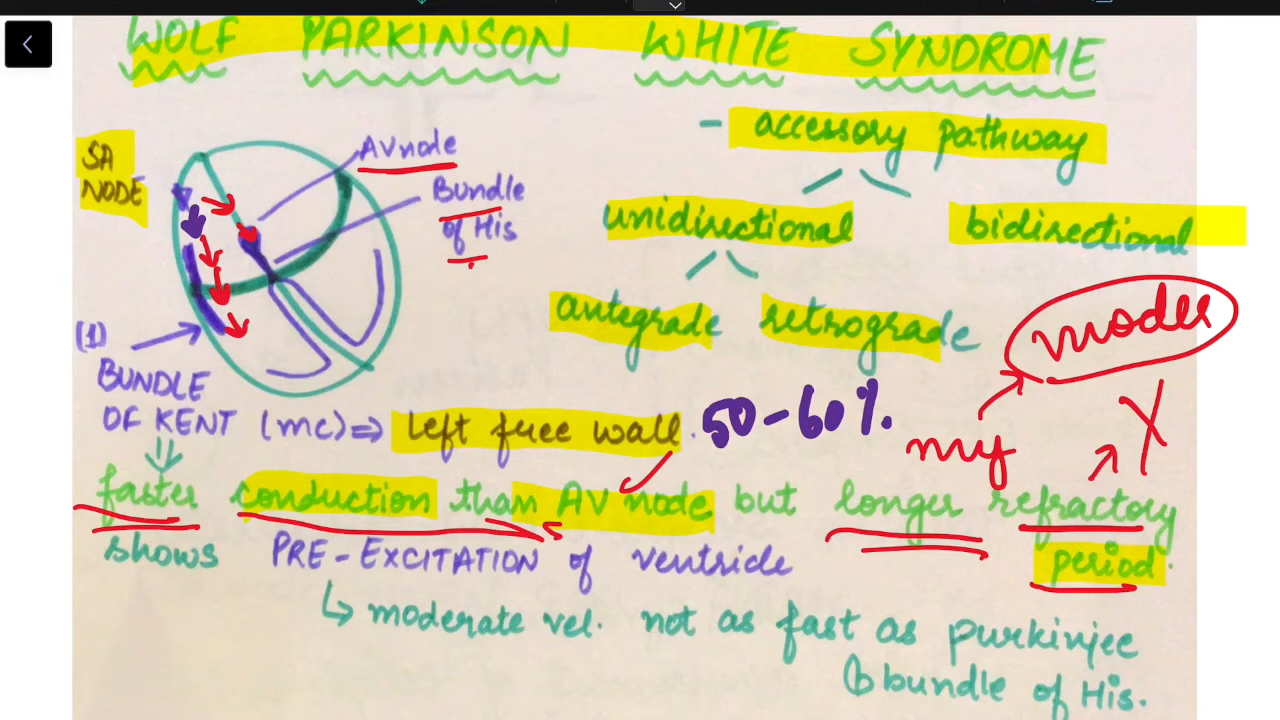 WOLF PARKINSON WHITE SYNDROME
- accessory pathway
SA
NODE
AV node
Bundle
of His
unidirectional bidirectional
antegrade retrograde
(1)
BUNDLE
OF KENT (mc) ⇒ left free wall. 50-60%.
faster conduction than AV node but longer refractory
period.
shows PRE-EXCITATION of ventricle
↳ moderate vel. not as fast as purkinjee
bundle of His.